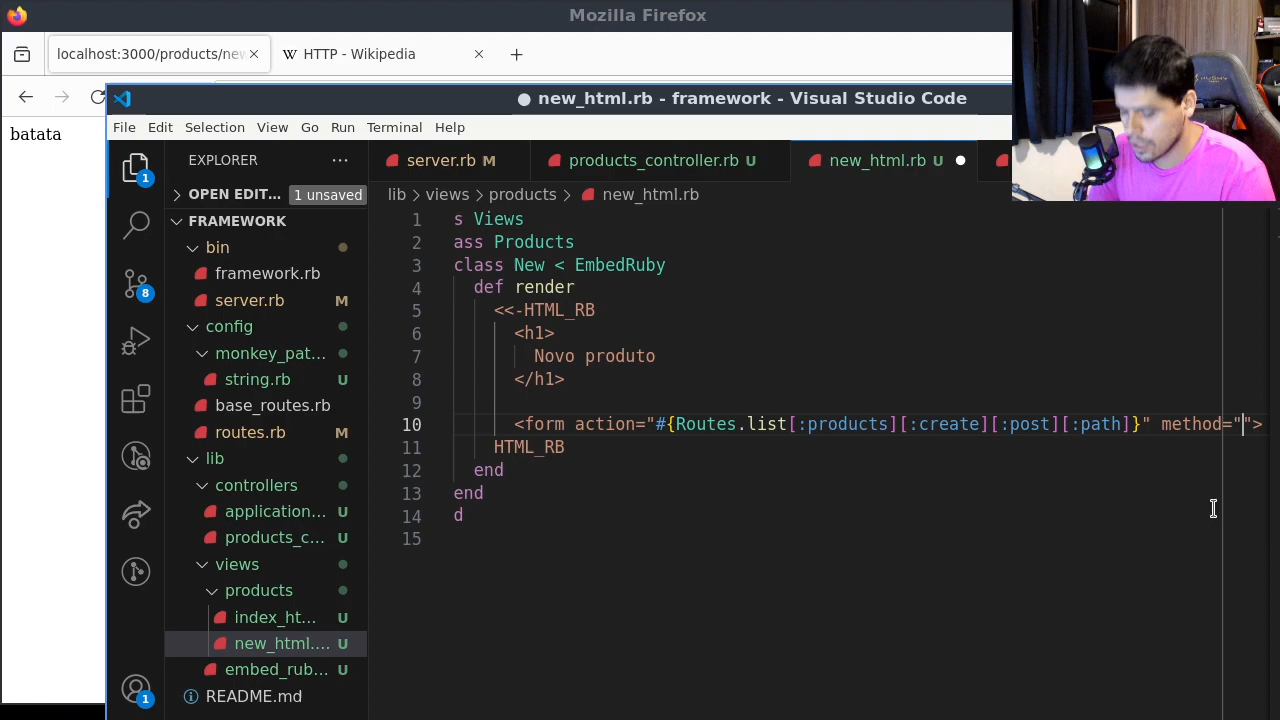 Mozilla Firefox
localhost:3000/products/new
HTTP - Wikipedia
batata
new_html.rb - framework - Visual Studio Code
File Edit Selection View Go Run Terminal Help
EXPLORER
server.rb M
products_controller.rb U
new_html.rb U
OPEN EDIT... 1 unsaved
lib > views > products > new_html.rb
FRAMEWORK
bin
framework.rb
server.rb M
config
monkey_pat...
string.rb U
base_routes.rb
routes.rb M
lib
controllers
application... U
products_c... U
views
products
index_ht... U
new_html.... U
embed_rub... U
README.md
1 s Views
2 ass Products
3 class New < EmbedRuby
4 def render
5 <<-HTML_RB
6 <h1>
7 Novo produto
8 </h1>
9
10 <form action="#{Routes.list[:products][:create][:post][:path]}" method="">
11 HTML_RB
12 end
13 end
14 d
15
1
8
1